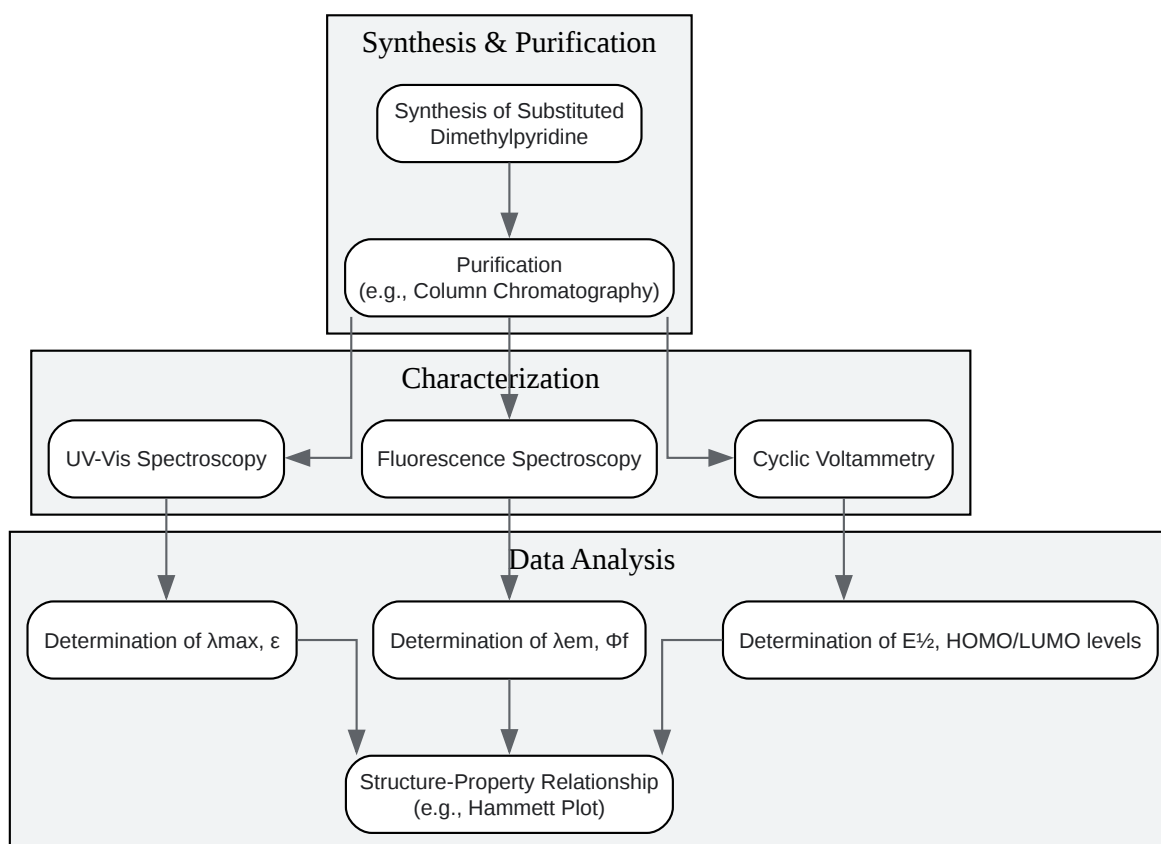 Synthesis & Purification
Synthesis of Substituted
Dimethylpyridine
Purification
(e.g., Column Chromatography)
Characterization
UV-Vis Spectroscopy
Fluorescence Spectroscopy
Cyclic Voltammetry
Data Analysis
Determination of λmax, ε
Determination of λem, Φf
Determination of E½, HOMO/LUMO levels
Structure-Property Relationship
(e.g., Hammett Plot)